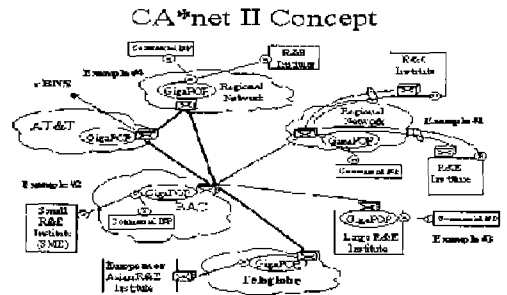 CA*net II Concept
Commercial ISP
R&E
Institute
R&E
Institute
Example #4
vBNS
GigaPOP
Regional
Network
Regional
Network
AT&T
GigaPOP
GigaPOP
Example #1
Commercial ISP
R&E
Institute
Example #2
GigaPOP
RAC
Commercial ISP
Small
R&E
Institute
(SME)
GigaPOP
Commercial ISP
Large R&E
Institute
Example #3
European or
Asian R&E
Institute
GigaPOP
Teleglobe